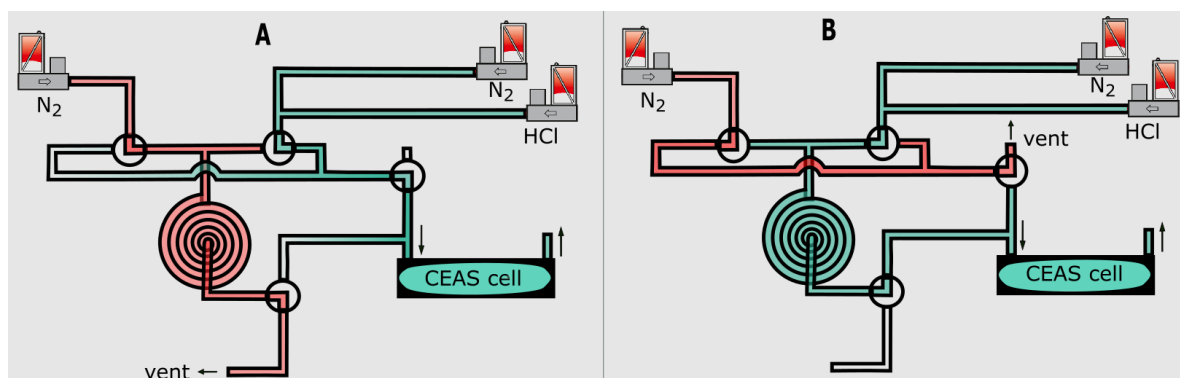 A
N2
N2
HCl
CEAS cell
vent ←
B
N2
N2
HCl
↑ vent
CEAS cell